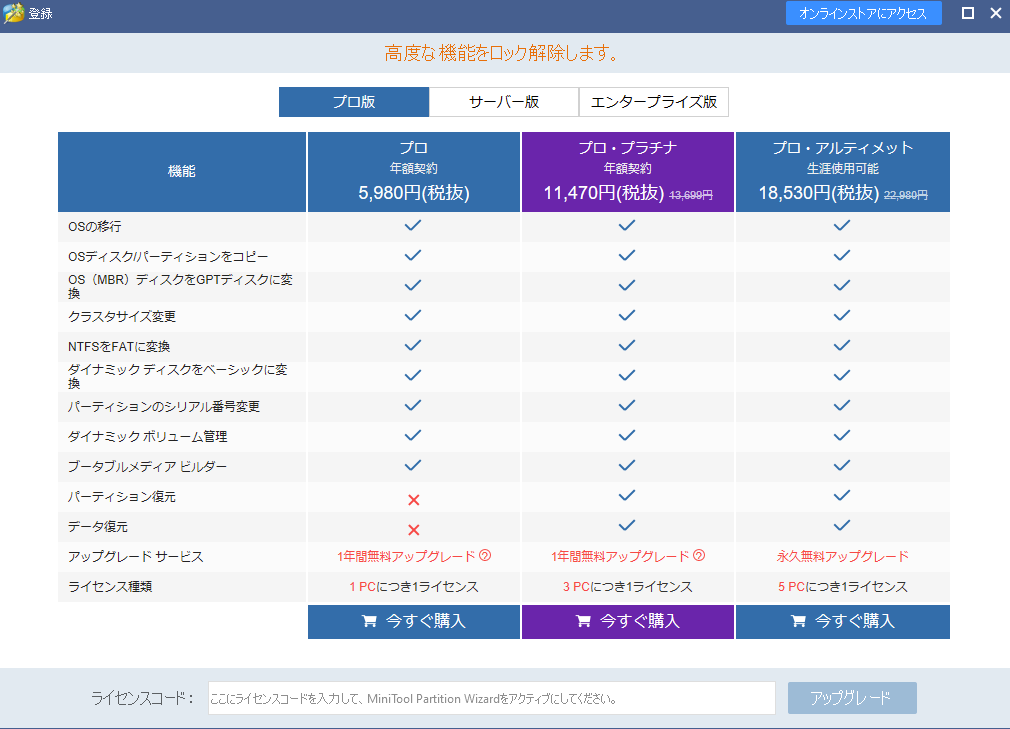 登録
オンラインストアにアクセス
高度な機能をロック解除します。
プロ版 サーバー版 エンタープライズ版
機能
プロ
年額契約
5,980円(税抜)
プロ・プラチナ
年額契約
11,470円(税抜) 13,699円
プロ・アルティメット
生涯使用可能
18,530円(税抜) 22,980円
OSの移行
OSディスク/パーティションをコピー
OS（MBR）ディスクをGPTディスクに変
換
クラスタサイズ変更
NTFSをFATに変換
ダイナミック ディスクをベーシックに変
換
パーティションのシリアル番号変更
ダイナミック ボリューム管理
ブータブルメディア ビルダー
パーティション復元
データ復元
アップグレード サービス 1年間無料アップグレード ? 1年間無料アップグレード ? 永久無料アップグレード
ライセンス種類 1 PCにつき1ライセンス 3 PCにつき1ライセンス 5 PCにつき1ライセンス
今すぐ購入 今すぐ購入 今すぐ購入
ライセンスコード： ここにライセンスコードを入力して、MiniTool Partition Wizardをアクティブにしてください。 アップグレード